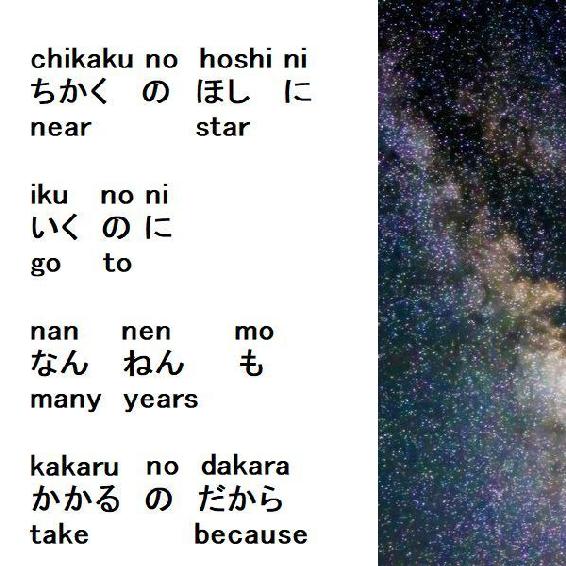 chikaku no hoshi ni
ちかく の ほし に
near star
iku no ni
いく の に
go to
nan nen mo
なん ねん も
many years
kakaru no dakara
かかる の だから
take because